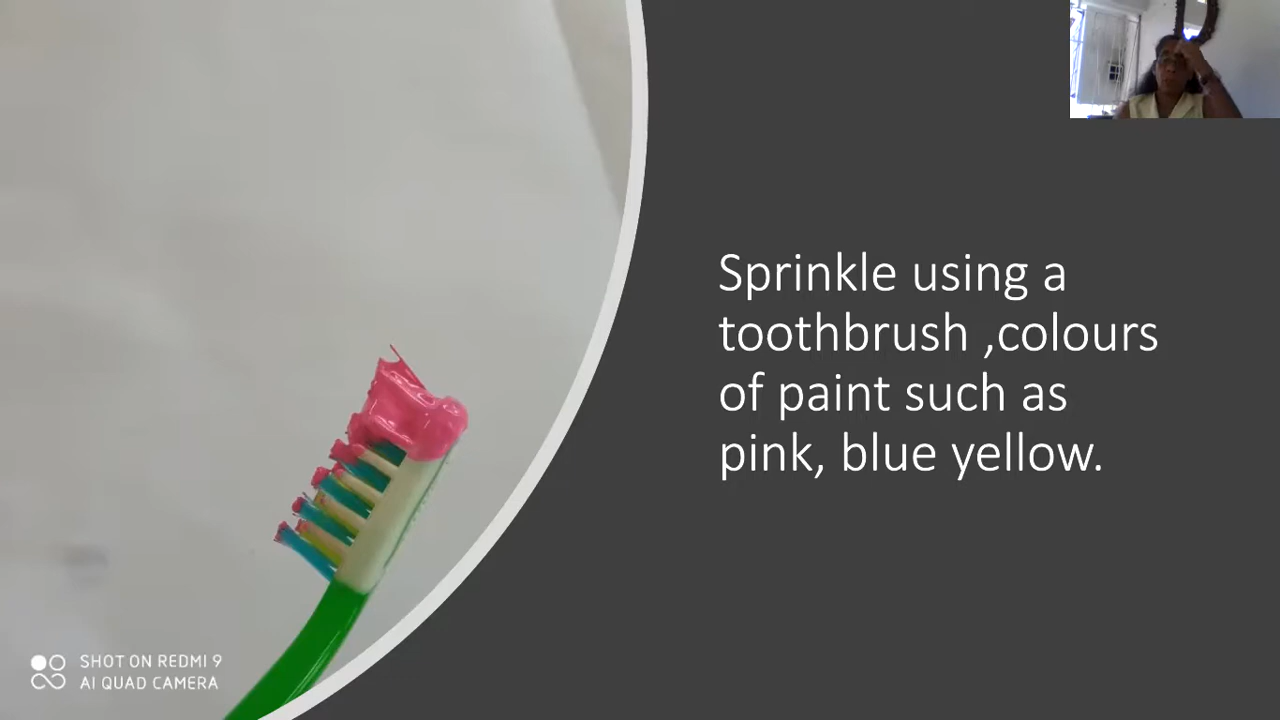 Sprinkle using a
toothbrush ,colours
of paint such as
pink, blue yellow.
SHOT ON REDMI 9
AI QUAD CAMERA